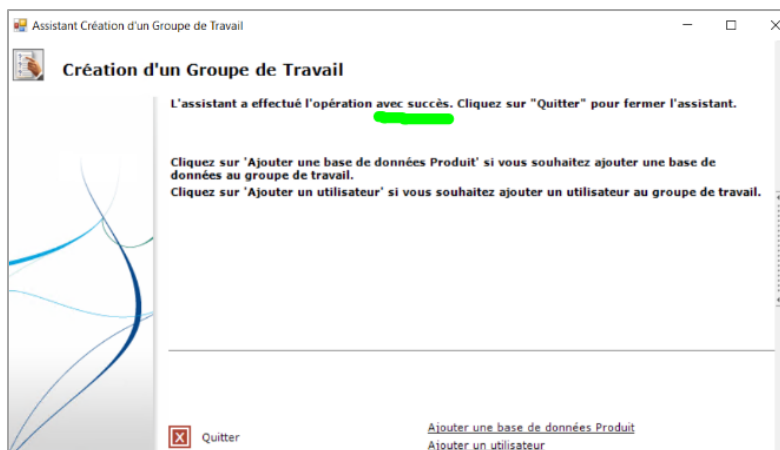 Assistant Création d'un Groupe de Travail
Création d'un Groupe de Travail
L'assistant a effectué l'opération avec succès. Cliquez sur "Quitter" pour fermer l'assistant.
Cliquez sur 'Ajouter une base de données Produit' si vous souhaitez ajouter une base de
données au groupe de travail.
Cliquez sur 'Ajouter un utilisateur' si vous souhaitez ajouter un utilisateur au groupe de travail.
Ajouter une base de données Produit
Quitter
Ajouter un utilisateur